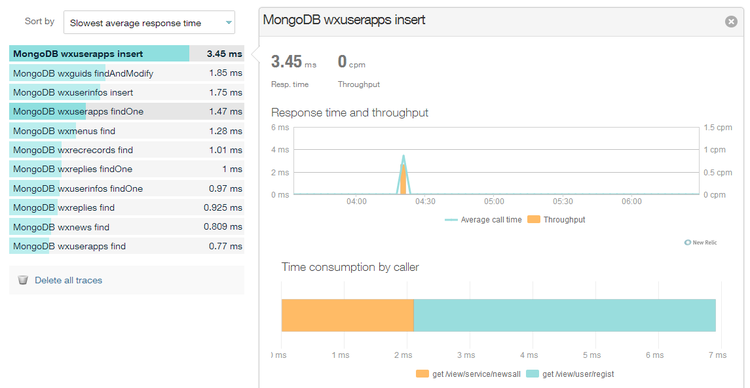 Sort by
Slowest average response time
MongoDB wxuserapps insert 3.45 ms
MongoDB wxguids findAndModify 1.85 ms
MongoDB wxuserinfos insert 1.75 ms
MongoDB wxuserapps findOne 1.47 ms
MongoDB wxmenus find 1.28 ms
MongoDB wxrecrecords find 1.01 ms
MongoDB wxreplies findOne 1 ms
MongoDB wxuserinfos findOne 0.97 ms
MongoDB wxreplies find 0.925 ms
MongoDB wxnews find 0.809 ms
MongoDB wxuserapps find 0.77 ms
Delete all traces
MongoDB wxuserapps insert
3.45 ms 0 cpm
Resp. time Throughput
Response time and throughput
6 ms 1.5 cpm
4 ms 1 cpm
2 ms 0.5 cpm
0 ms 0 cpm
04:00 04:30 05:00 05:30 06:00
Average call time Throughput
New Relic
Time consumption by caller
0 ms 1 ms 2 ms 3 ms 4 ms 5 ms 6 ms 7 ms
get /view/service/newsall get /view/user/regist